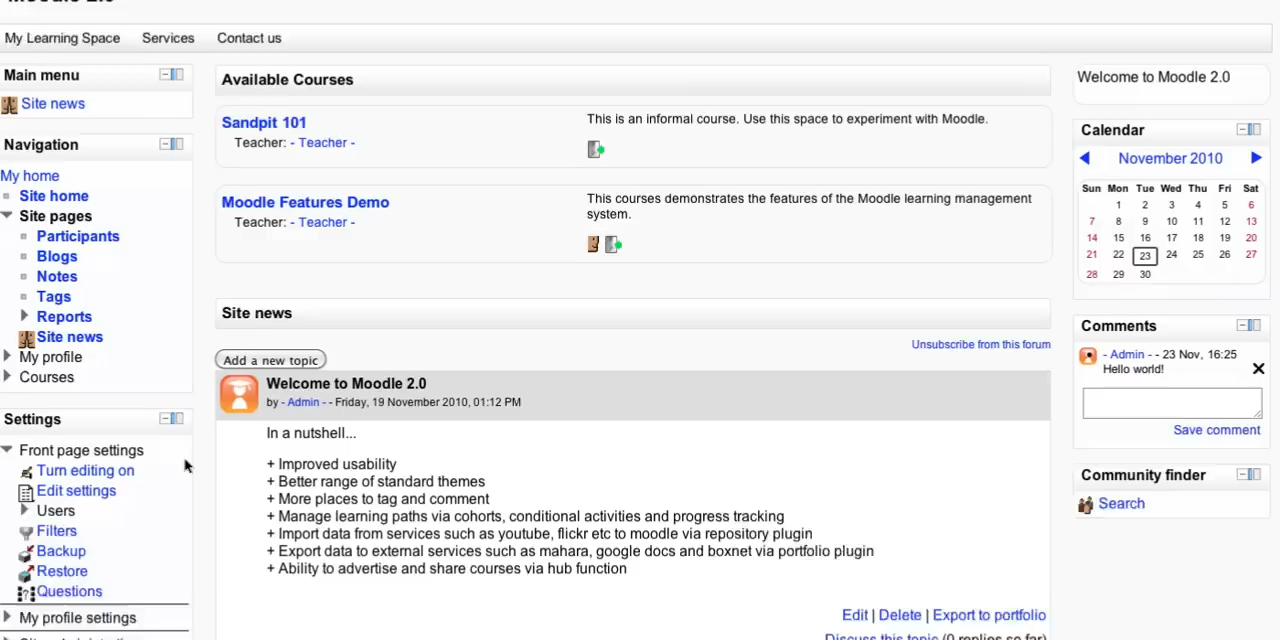 Moodle 2.0
My Learning Space Services Contact us
Main menu
Site news
Navigation
My home
Site home
Site pages
Participants
Blogs
Notes
Tags
Reports
Site news
My profile
Courses
Settings
Front page settings
Turn editing on
Edit settings
Users
Filters
Backup
Restore
Questions
My profile settings
Available Courses
Sandpit 101
Teacher: - Teacher -
This is an informal course. Use this space to experiment with Moodle.
Moodle Features Demo
Teacher: - Teacher -
This courses demonstrates the features of the Moodle learning management
system.
Site news
Unsubscribe from this forum
Add a new topic
Welcome to Moodle 2.0
by - Admin - - Friday, 19 November 2010, 01:12 PM
In a nutshell...
+ Improved usability
+ Better range of standard themes
+ More places to tag and comment
+ Manage learning paths via cohorts, conditional activities and progress tracking
+ Import data from services such as youtube, flickr etc to moodle via repository plugin
+ Export data to external services such as mahara, google docs and boxnet via portfolio plugin
+ Ability to advertise and share courses via hub function
Edit | Delete | Export to portfolio
Discuss this topic (0 replies so far)
Welcome to Moodle 2.0
Calendar
November 2010
Sun Mon Tue Wed Thu Fri Sat
1 2 3 4 5 6
7 8 9 10 11 12 13
14 15 16 17 18 19 20
21 22 23 24 25 26 27
28 29 30
Comments
- Admin - - 23 Nov, 16:25
Hello world!
Save comment
Community finder
Search